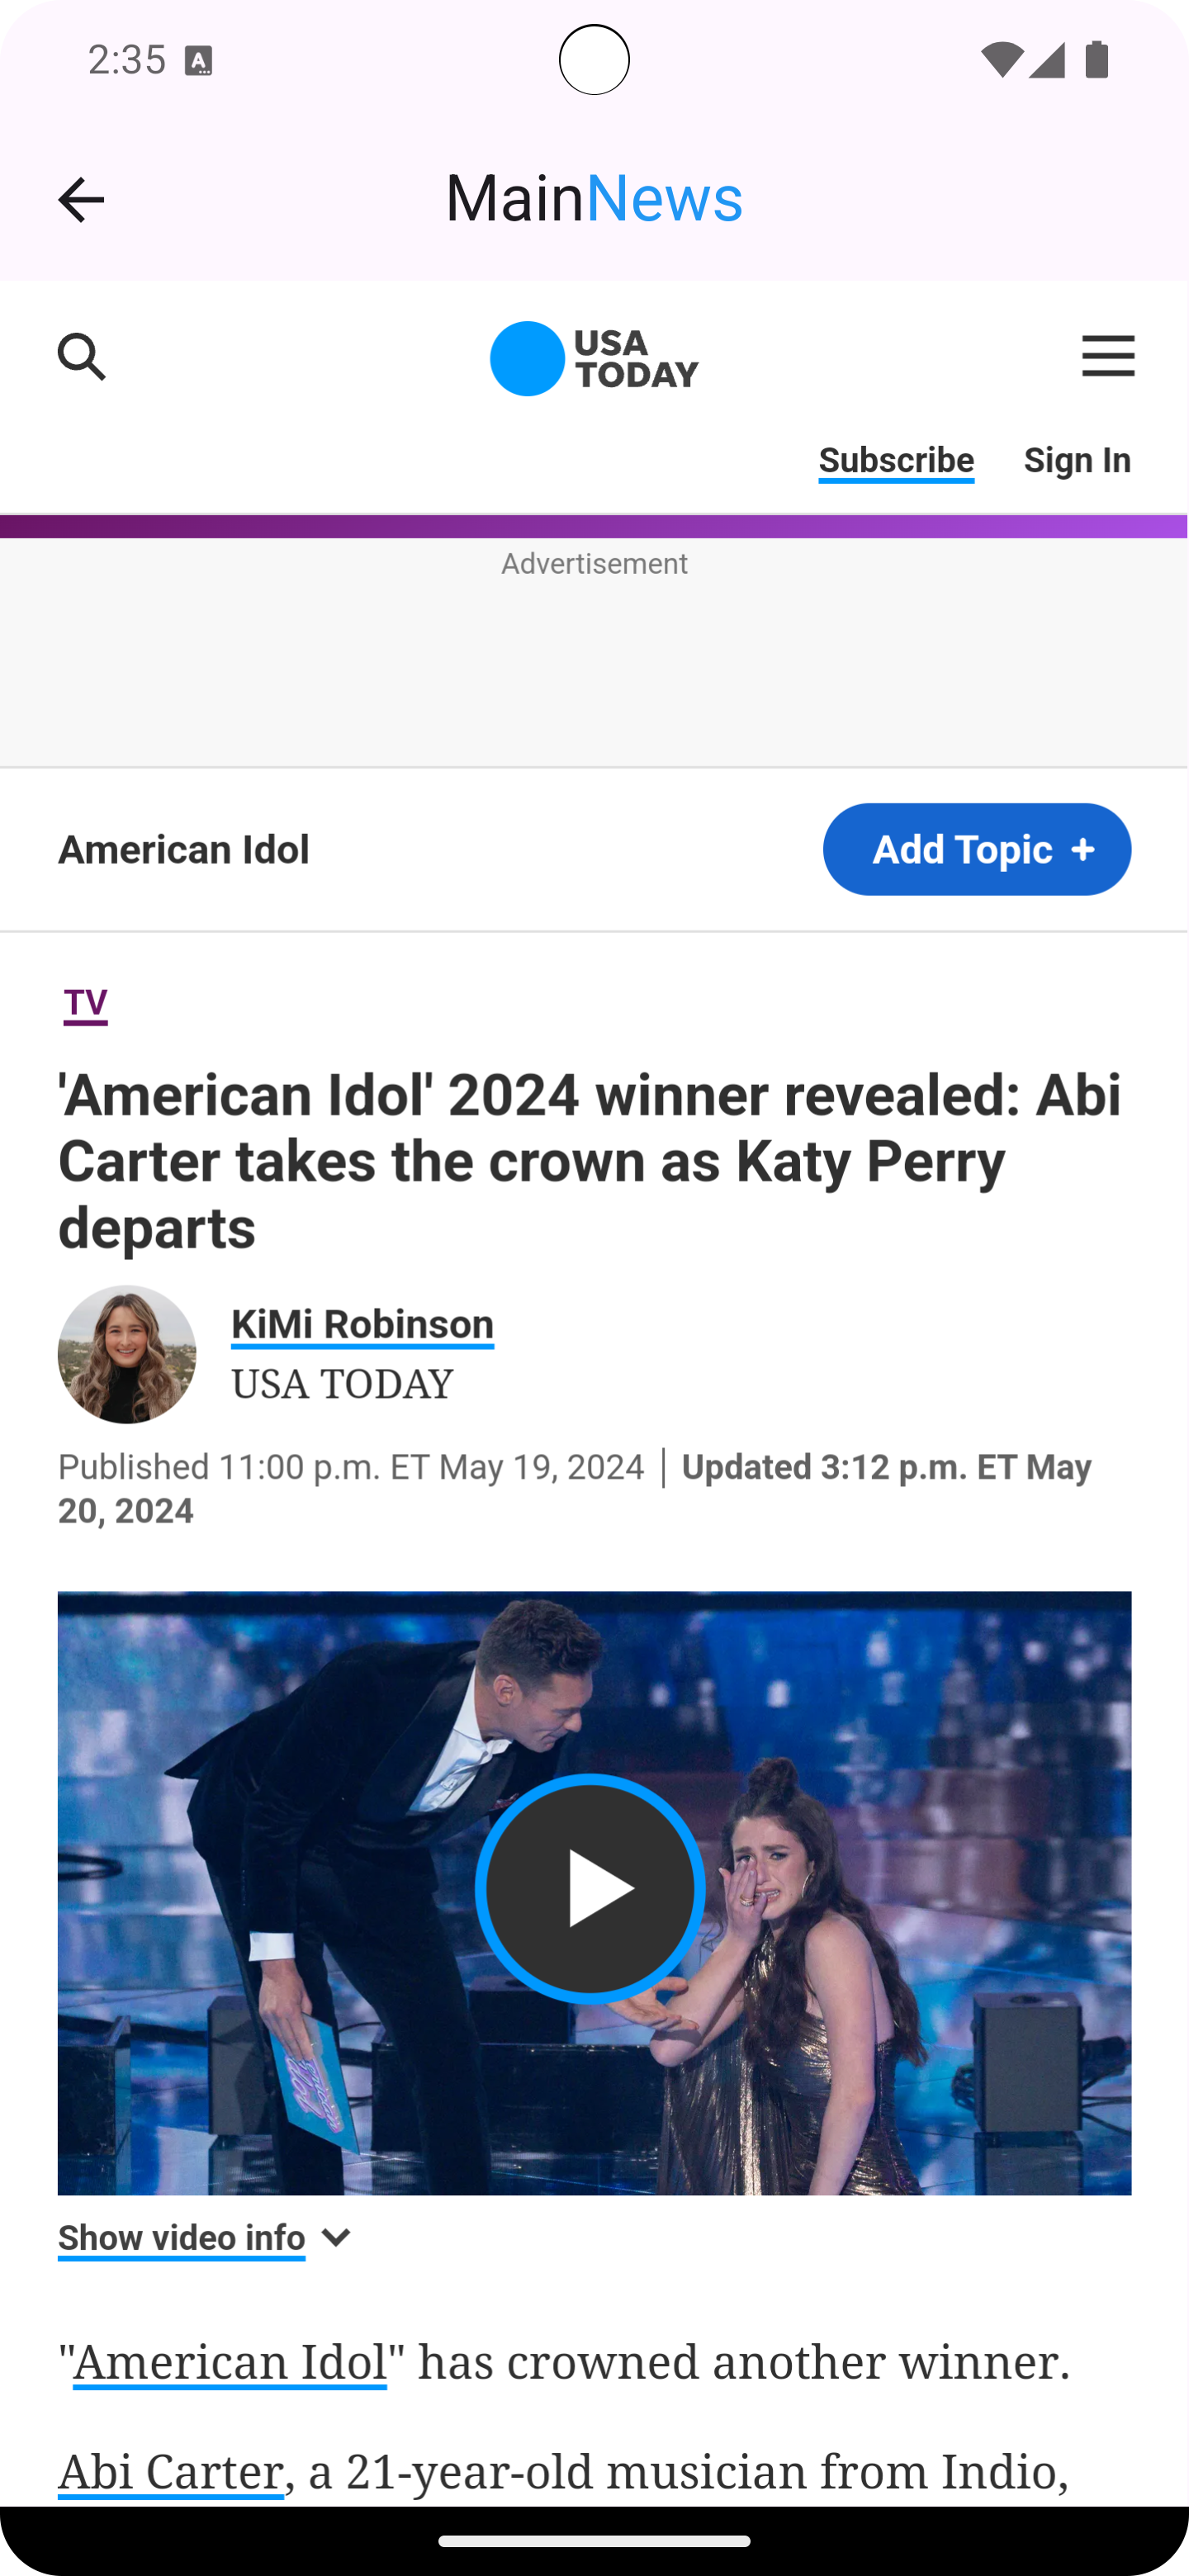 2:35 A
MainNews
USA
TODAY
Subscribe Sign In
Advertisement
American Idol Add Topic +
TV
'American Idol' 2024 winner revealed: Abi
Carter takes the crown as Katy Perry
departs
KiMi Robinson
USA TODAY
Published 11:00 p.m. ET May 19, 2024 | Updated 3:12 p.m. ET May
20, 2024
Show video info
"American Idol" has crowned another winner.
Abi Carter, a 21-year-old musician from Indio,